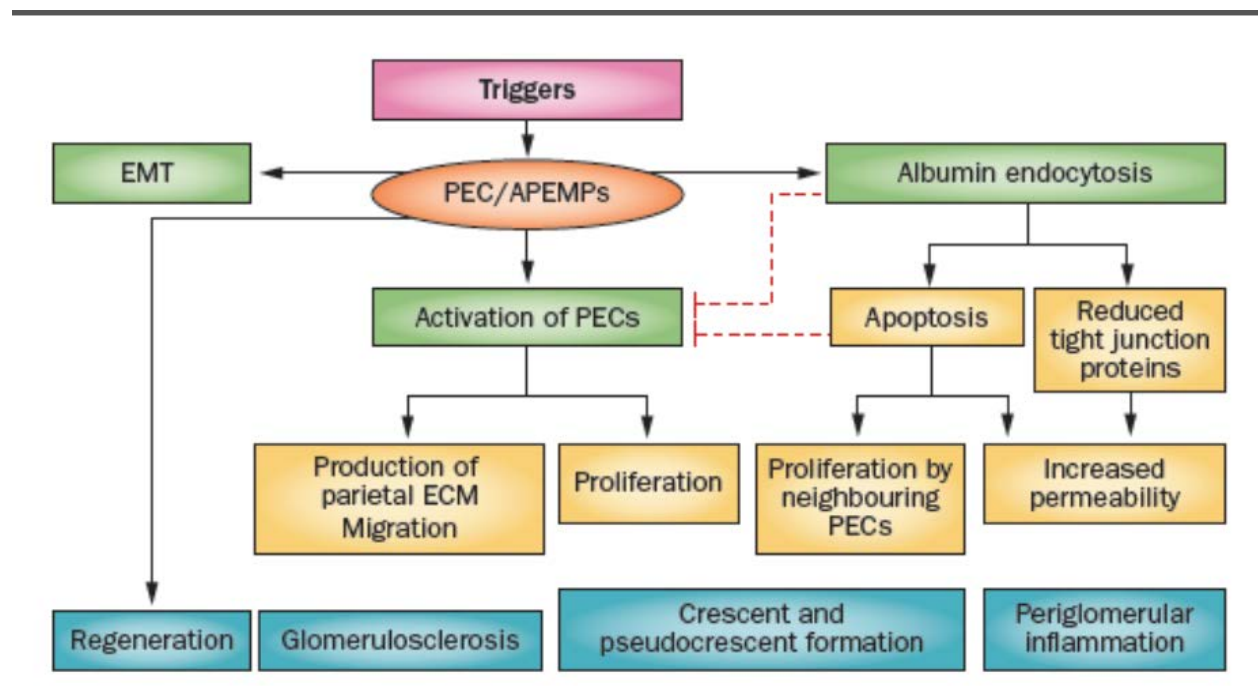 Triggers
EMT
PEC/APEMPs
Albumin endocytosis
Activation of PECs
Apoptosis
Reduced
tight junction
proteins
Production of
parietal ECM
Migration
Proliferation
Proliferation by
neighbouring
PECs
Increased
permeability
Regeneration
Glomerulosclerosis
Crescent and
pseudocrescent formation
Periglomerular
inflammation